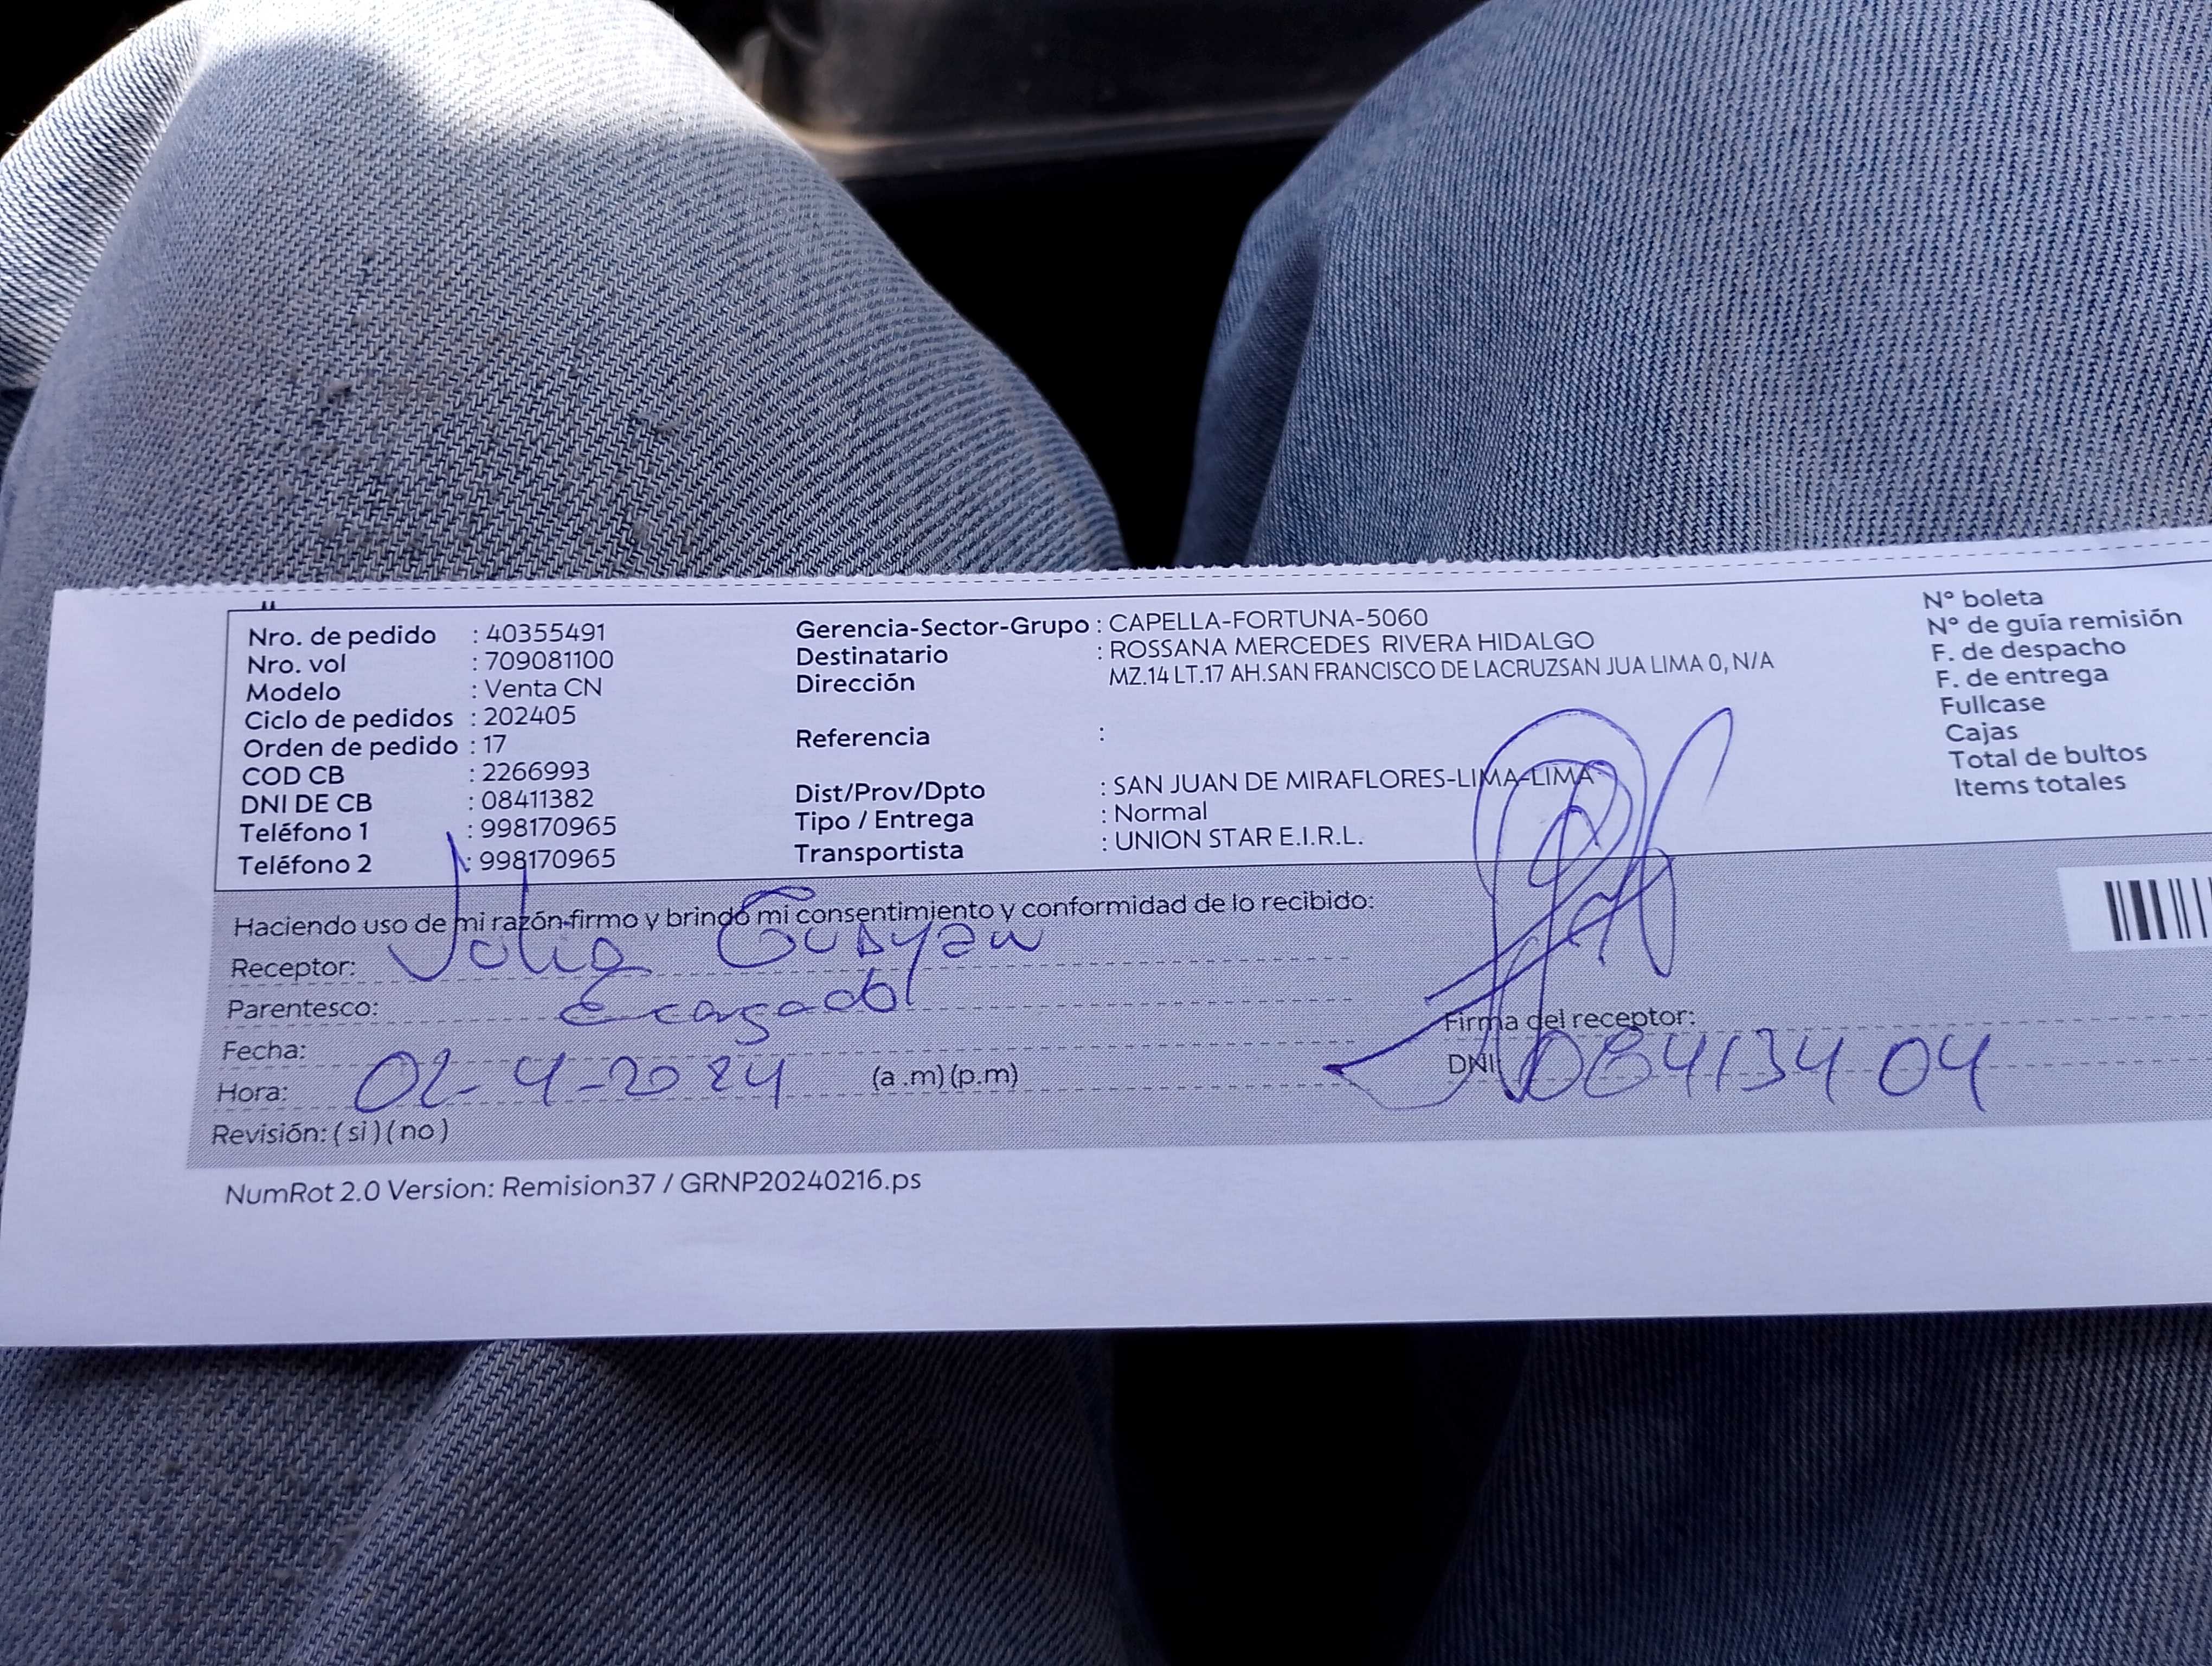 Nro. de pedido : 40355491
Nro. vol : 709081100
Modelo : Venta CN
Ciclo de pedidos : 202405
Orden de pedido : 17
COD CB : 2266993
DNI DE CB : 08411382
Teléfono 1 : 998170965
Teléfono 2 : 998170965
Gerencia-Sector-Grupo : CAPELLA-FORTUNA-5060
Destinatario : ROSSANA MERCEDES RIVERA HIDALGO
Dirección MZ.14 LT.17 AH.SAN FRANCISCO DE LACRUZSAN JUA LIMA 0, N/A
Referencia :
Dist/Prov/Dpto : SAN JUAN DE MIRAFLORES-LIMA-LIMA
Tipo / Entrega : Normal
Transportista : UNION STAR E.I.R.L.
N° boleta
N° de guía remisión
F. de despacho
F. de entrega
Fullcase
Cajas
Total de bultos
Items totales
Haciendo uso de mi razón firmo y brindo mi consentimiento y conformidad de lo recibido:
Receptor:
Parentesco:
Fecha:
Hora: 02-4-2024 (a .m) (p.m)
Revisión: ( si ) ( no )
Firma del receptor:
DNI
NumRot 2.0 Version: Remision37 / GRNP20240216.ps